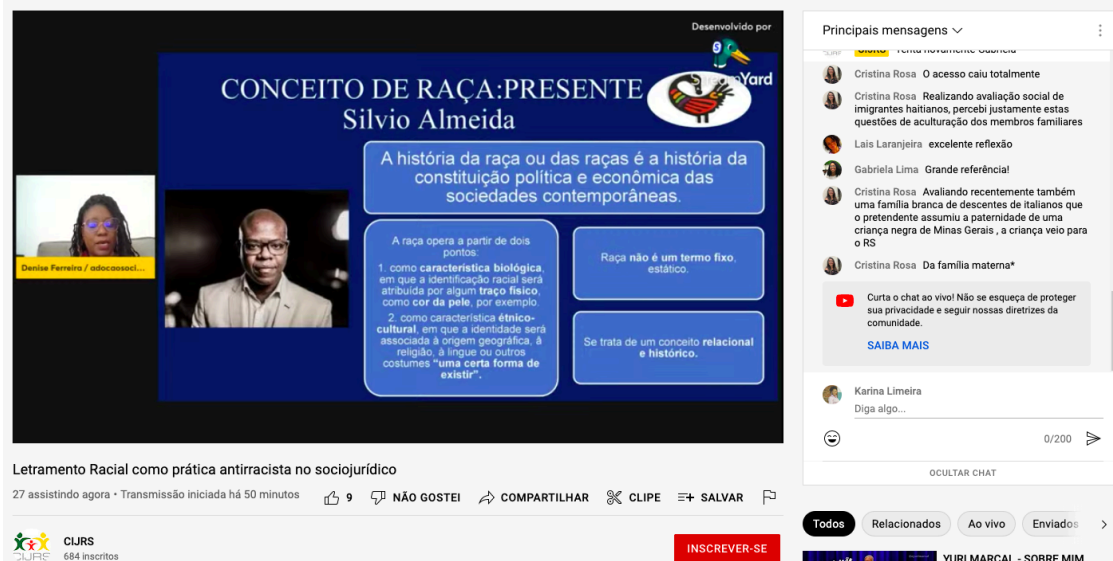 Desenvolvido por
StreamYard
CONCEITO DE RAÇA:PRESENTE
Silvio Almeida
A história da raça ou das raças é a história da
constituição política e econômica das
sociedades contemporâneas.
A raça opera a partir de dois
pontos:
1. como característica biológica,
em que a identificação racial será
atribuída por algum traço físico,
como cor da pele, por exemplo.
2. como característica étnico-
cultural, em que a identidade será
associada à origem geográfica, à
religião, à língue ou outros
costumes "uma certa forma de
existir".
Raça não é um termo fixo,
estático.
Se trata de um conceito relacional
e histórico.
Denise Ferreira / adocaosoci...
Letramento Racial como prática antirracista no sociojurídico
27 assistindo agora • Transmissão iniciada há 50 minutos
9
NÃO GOSTEI
COMPARTILHAR
CLIPE
SALVAR
CIJRS
CIJRS
684 inscritos
INSCREVER-SE
Principais mensagens
CIJRS Tenta novamente Gabriela
Cristina Rosa O acesso caiu totalmente
Cristina Rosa Realizando avaliação social de
imigrantes haitianos, percebi justamente estas
questões de aculturação dos membros familiares
Lais Laranjeira excelente reflexão
Gabriela Lima Grande referência!
Cristina Rosa Avaliando recentemente também
uma família branca de descentes de italianos que
o pretendente assumiu a paternidade de uma
criança negra de Minas Gerais , a criança veio para
o RS
Cristina Rosa Da família materna*
Curta o chat ao vivo! Não se esqueça de proteger
sua privacidade e seguir nossas diretrizes da
comunidade.
SAIBA MAIS
Karina Limeira
Diga algo...
0/200
OCULTAR CHAT
Todos
Relacionados
Ao vivo
Enviados
YURI MARÇAL - SOBRE MIM